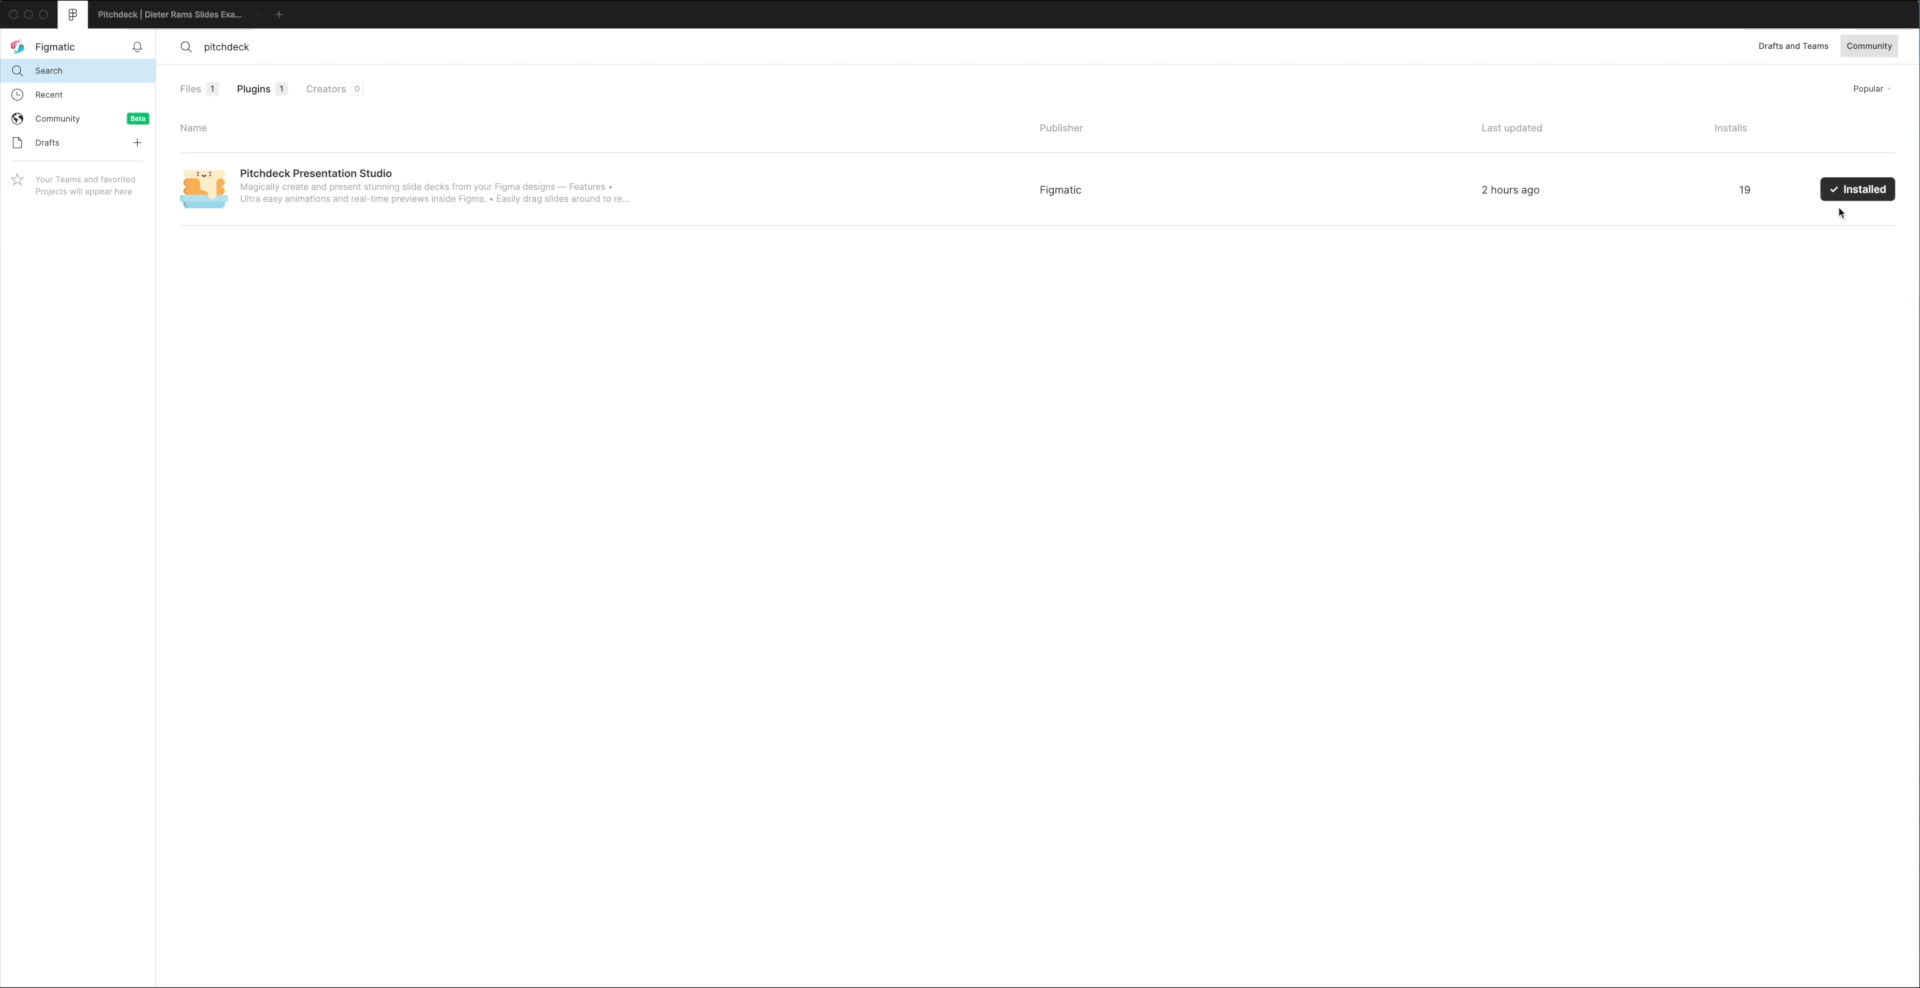 Pitchdeck | Dieter Rams Slides Exa...
Figmatic
pitchdeck
Drafts and Teams
Community
Search
Recent
Community
Beta
Drafts
Your Teams and favorited
Projects will appear here
Files 1
Plugins 1
Creators 0
Popular
Name
Publisher
Last updated
Installs
Pitchdeck Presentation Studio
Magically create and present stunning slide decks from your Figma designs — Features •
Ultra easy animations and real-time previews inside Figma. • Easily drag slides around to re...
Figmatic
2 hours ago
19
Installed